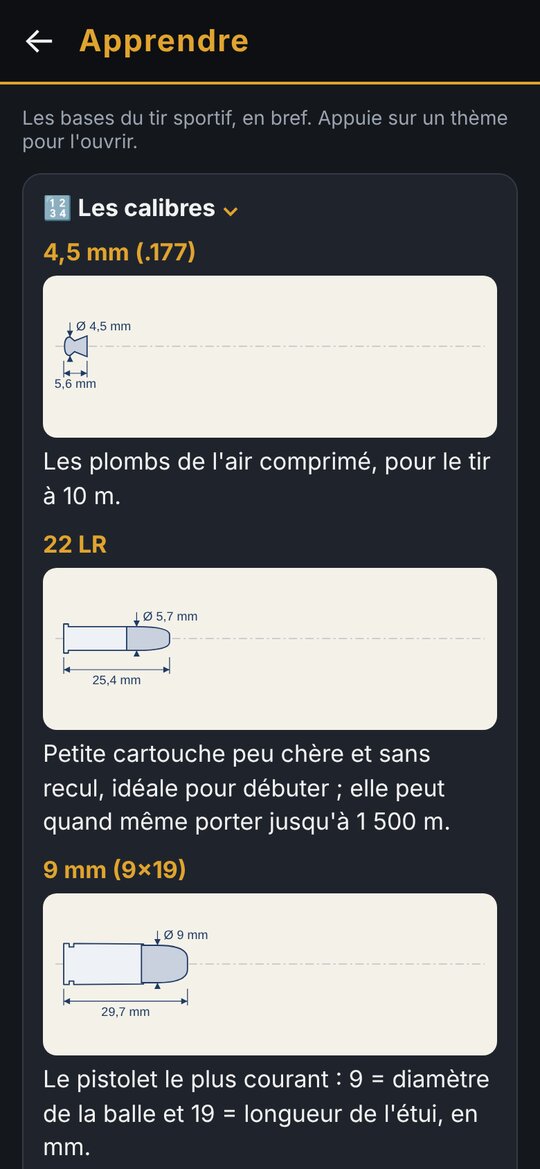 Apprendre
Les bases du tir sportif, en bref. Appuie sur un thème
pour l'ouvrir.
🔢 Les calibres
4,5 mm (.177)
Ø 4,5 mm
5,6 mm
Les plombs de l'air comprimé, pour le tir
à 10 m.
22 LR
Ø 5,7 mm
25,4 mm
Petite cartouche peu chère et sans
recul, idéale pour débuter ; elle peut
quand même porter jusqu'à 1 500 m.
9 mm (9×19)
Ø 9 mm
29,7 mm
Le pistolet le plus courant : 9 = diamètre
de la balle et 19 = longueur de l'étui, en
mm.